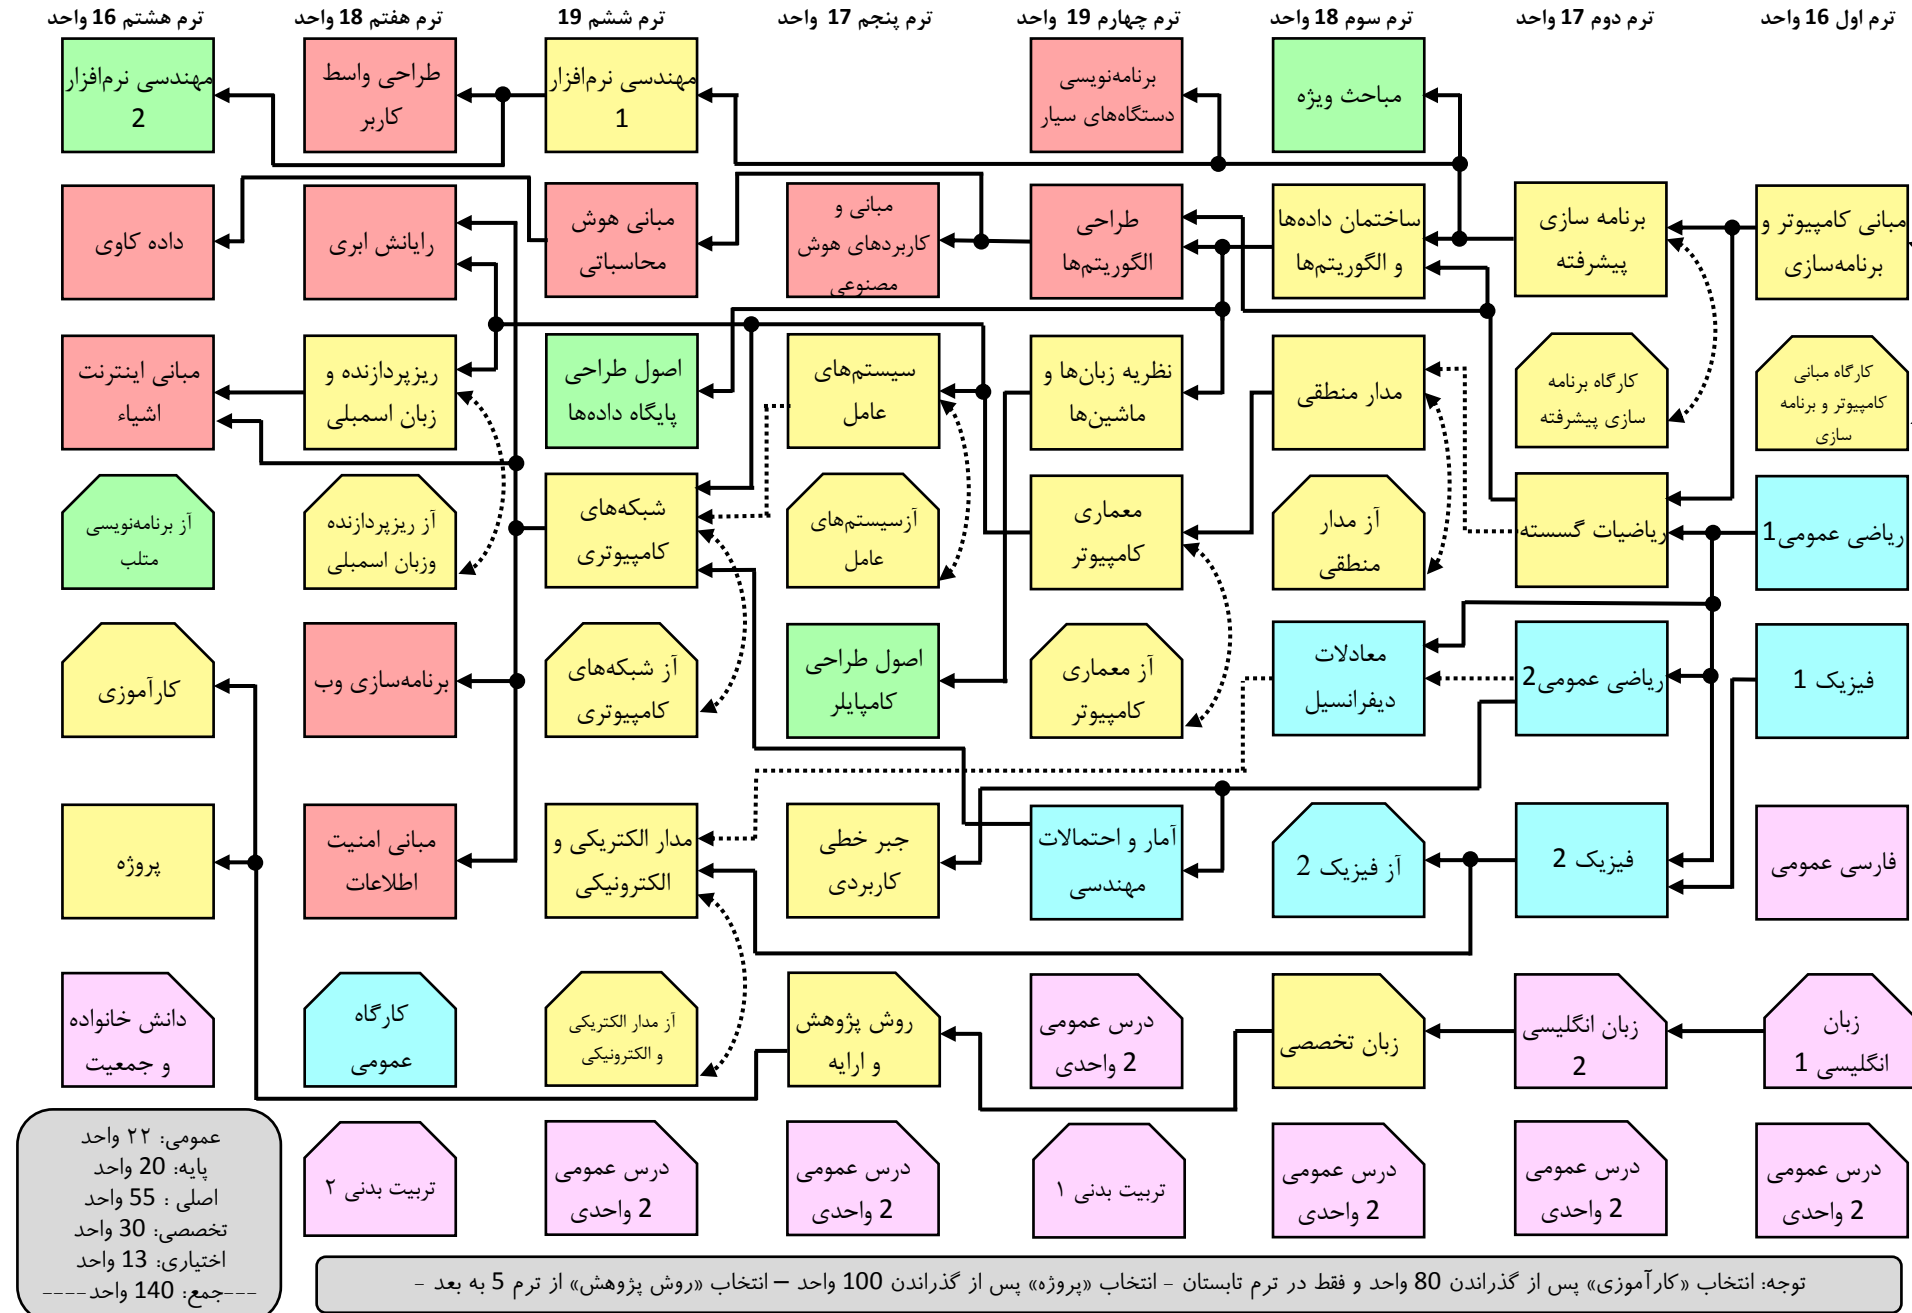 ترم اول 16 واحد
ترم دوم 17 واحد
ترم سوم 18 واحد
ترم چهارم 19 واحد
ترم پنجم 17 واحد
ترم ششم 19
ترم هفتم 18 واحد
ترم هشتم 16 واحد
مباحث ویژه
برنامه‌نویسی
دستگاه‌های سیار
مهندسی نرم‌افزار
1
طراحی واسط
کاربر
مهندسی نرم‌افزار
2
مبانی کامپیوتر و
برنامه‌سازی
برنامه سازی
پیشرفته
ساختمان داده‌ها
و الگوریتم‌ها
طراحی
الگوریتم‌ها
مبانی و
کاربردهای هوش
مصنوعی
مبانی هوش
محاسباتی
رایانش ابری
داده کاوی
کارگاه مبانی
کامپیوتر و برنامه
سازی
کارگاه برنامه
سازی پیشرفته
مدار منطقی
نظریه زبان‌ها و
ماشین‌ها
سیستم‌های
عامل
اصول طراحی
پایگاه داده‌ها
ریزپردازنده و
زبان اسمبلی
مبانی اینترنت
اشیاء
ریاضی عمومی1
ریاضیات گسسته
آز مدار
منطقی
معماری
کامپیوتر
آزسیستم‌های
عامل
شبکه‌های
کامپیوتری
آز ریزپردازنده
وزبان اسمبلی
آز برنامه‌نویسی
متلب
فیزیک 1
ریاضی عمومی2
معادلات
دیفرانسیل
آز معماری
کامپیوتر
اصول طراحی
کامپایلر
آز شبکه‌های
کامپیوتری
برنامه‌سازی وب
کارآموزی
فارسی عمومی
فیزیک 2
آز فیزیک 2
آمار و احتمالات
مهندسی
جبر خطی
کاربردی
مدار الکتریکی و
الکترونیکی
مبانی امنیت
اطلاعات
پروژه
زبان
انگلیسی 1
زبان انگلیسی
2
زبان تخصصی
درس عمومی
2 واحدی
روش پژوهش
و ارایه
آز مدار الکتریکی
و الکترونیکی
کارگاه
عمومی
دانش خانواده
و جمعیت
درس عمومی
2 واحدی
درس عمومی
2 واحدی
درس عمومی
2 واحدی
تربیت بدنی ۱
درس عمومی
2 واحدی
درس عمومی
2 واحدی
تربیت بدنی ۲
عمومی: ۲۲ واحد
پایه: 20 واحد
اصلی : 55 واحد
تخصصی: 30 واحد
اختیاری: 13 واحد
---جمع: 140 واحد----
توجه: انتخاب «کارآموزی» پس از گذراندن 80 واحد و فقط در ترم تابستان - انتخاب «پروژه» پس از گذراندن 100 واحد – انتخاب «روش پژوهش» از ترم 5 به بعد -